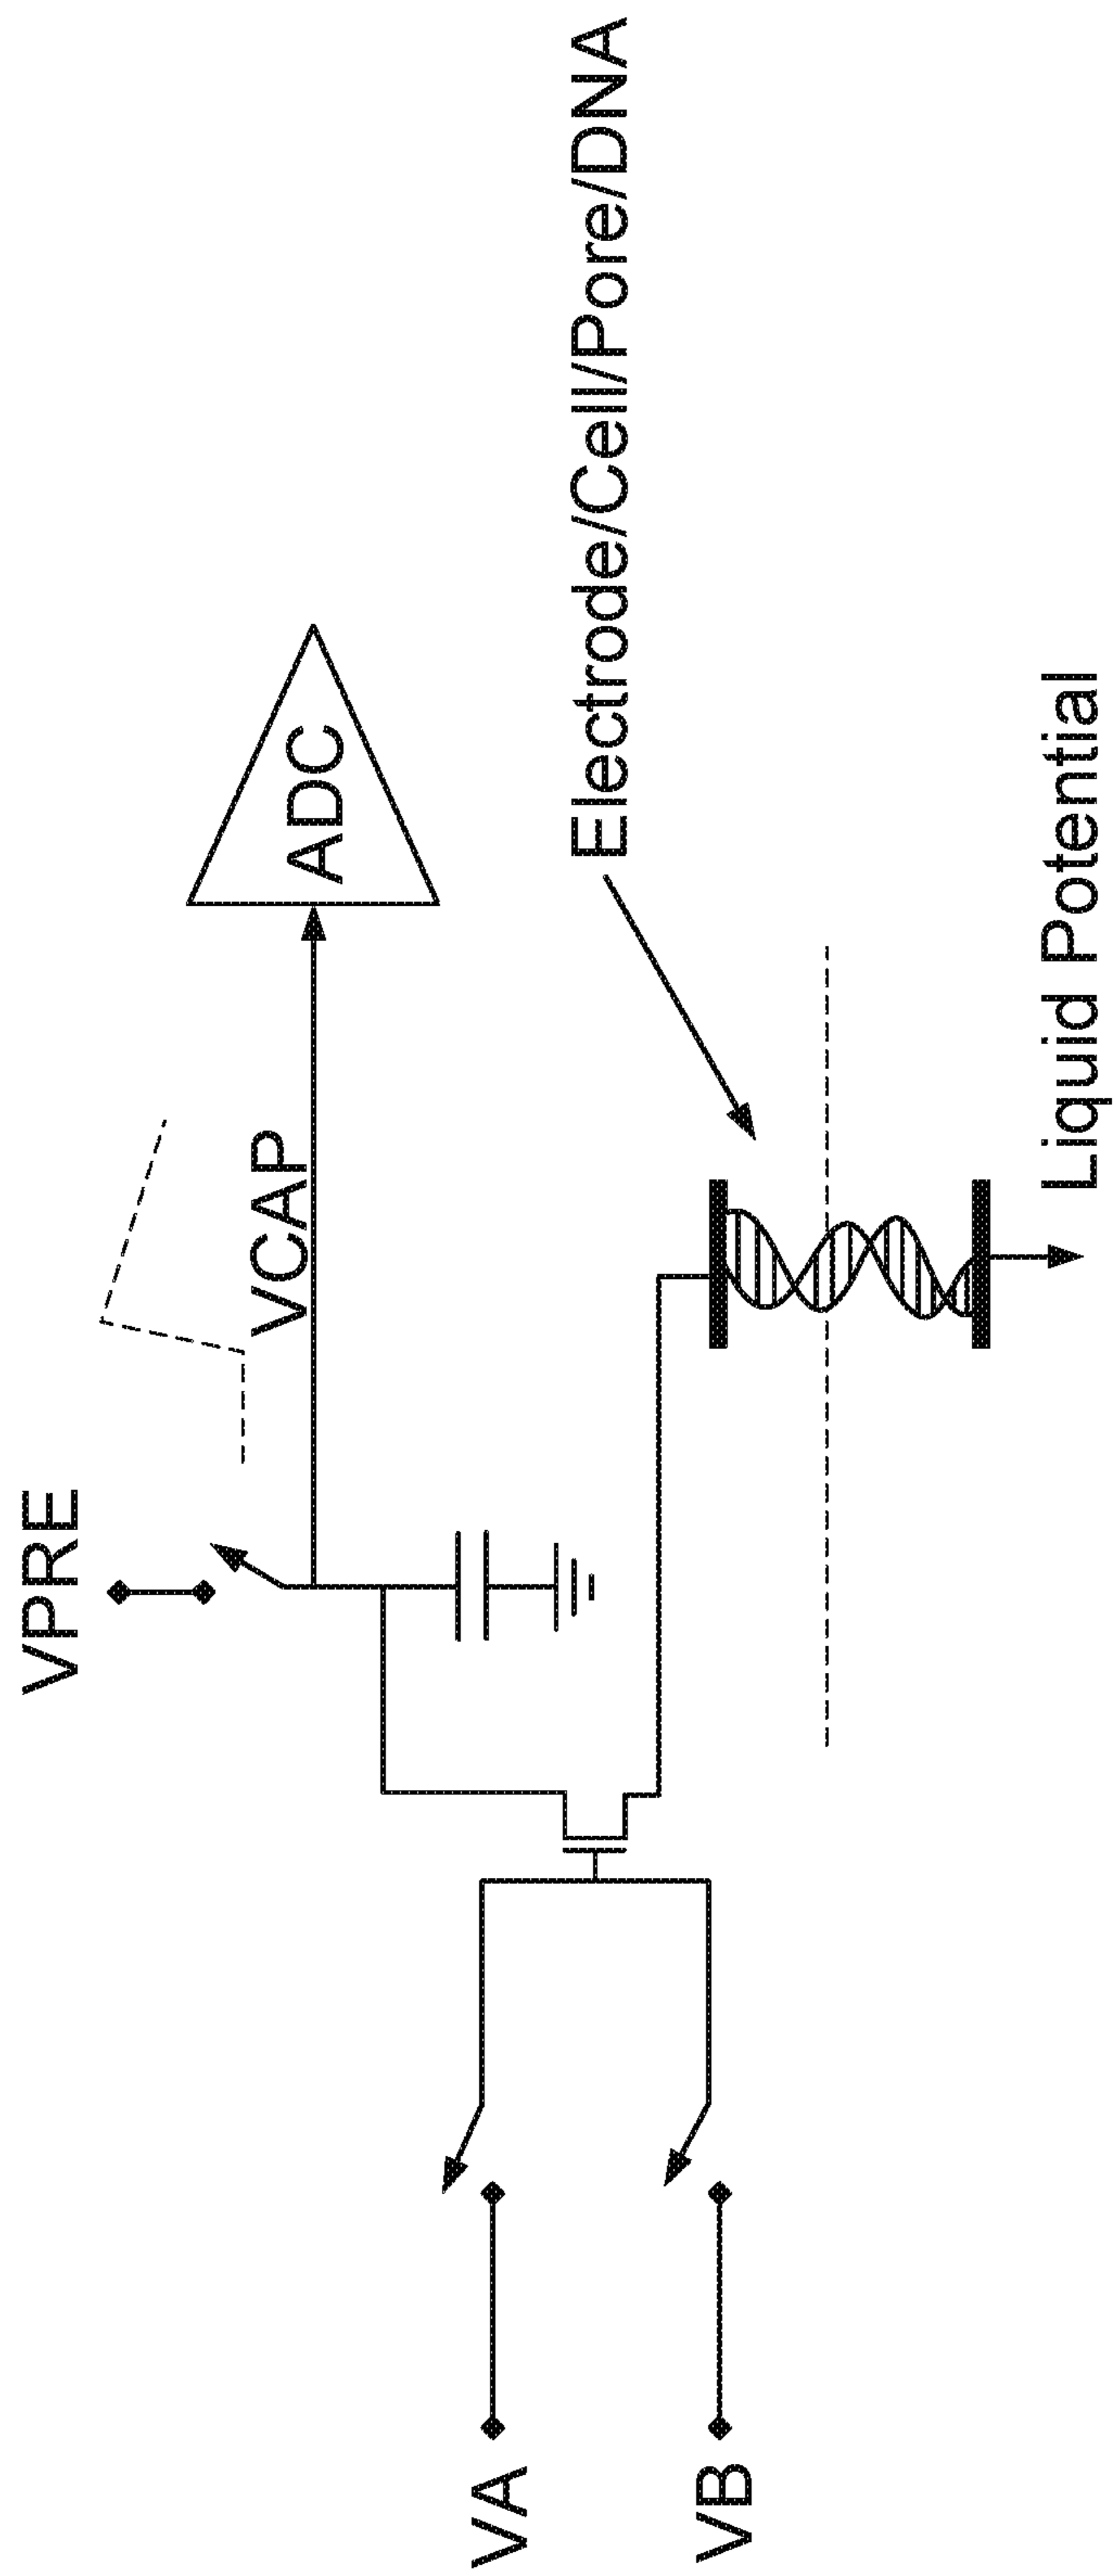 VPRE
VCAP
ADC
VA
Electrode/Cell/Pore/DNA
VB
Liquid Potential